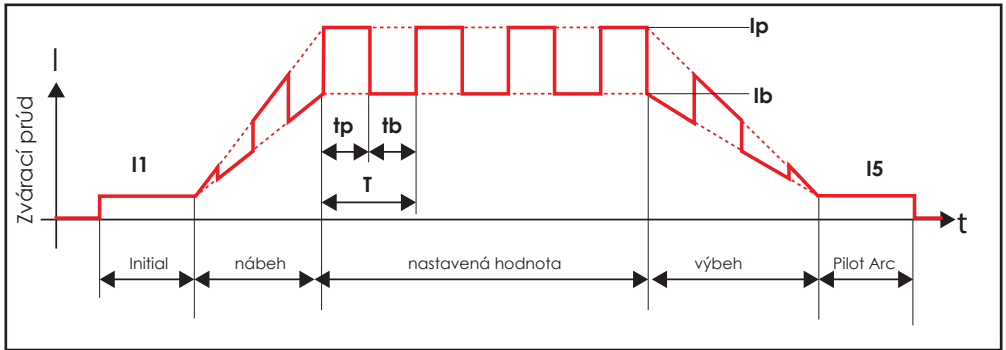 Zvárací prúd
I
Ip
Ib
tp
tb
T
I1
I5
t
Initial
nábeh
nastavená hodnota
výbeh
Pilot Arc